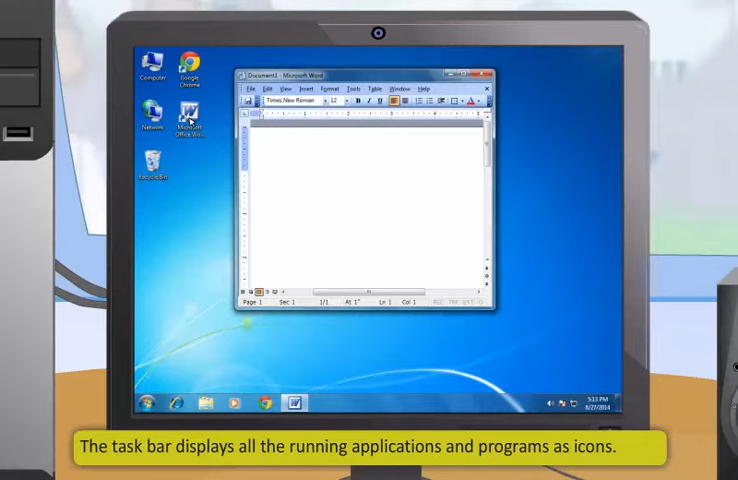 Document1 - Microsoft Word
File Edit View Insert Format Tools Table Window Help
Times New Roman 12 B I U
Computer
Google
Chrome
Network
Microsoft
Office Wo...
Recycle Bin
Page 1 Sec 1 1/1 At 1" Ln 1 Col 1
5:13 PM
8/27/2014
The task bar displays all the running applications and programs as icons.